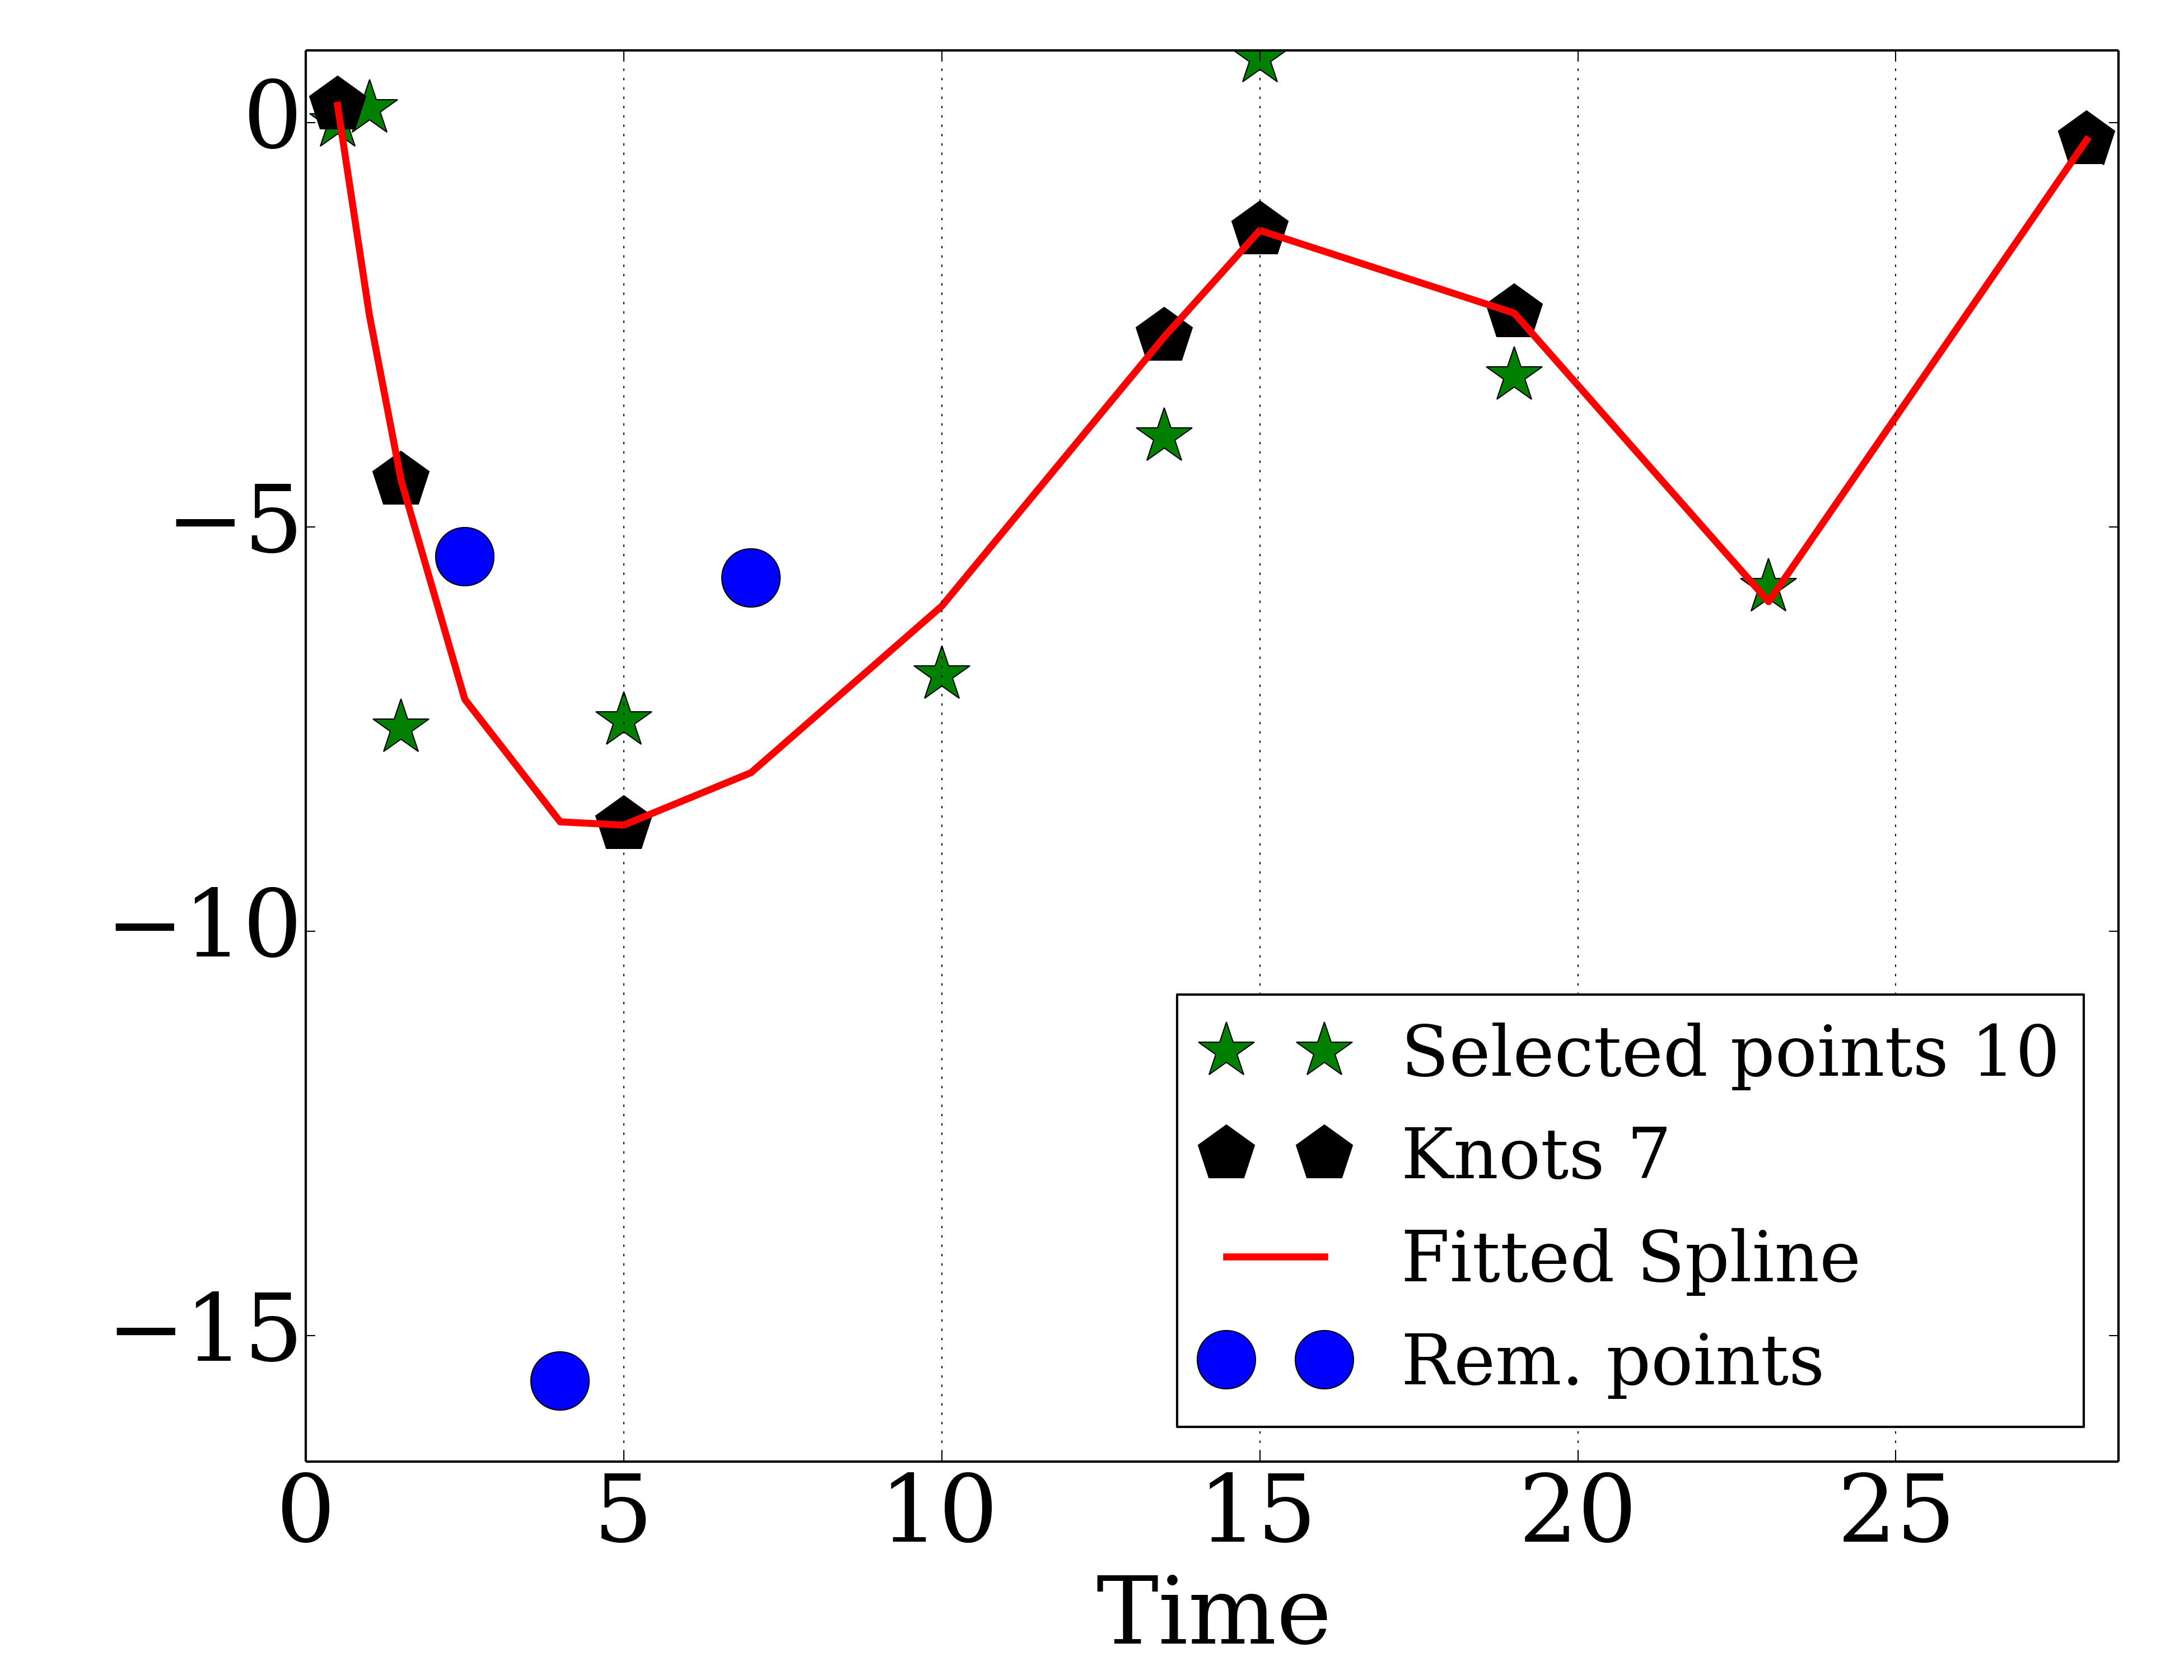 0
−5
−10
−15
0 5 10 15 20 25
Time
Selected points 10
Knots 7
Fitted Spline
Rem. points